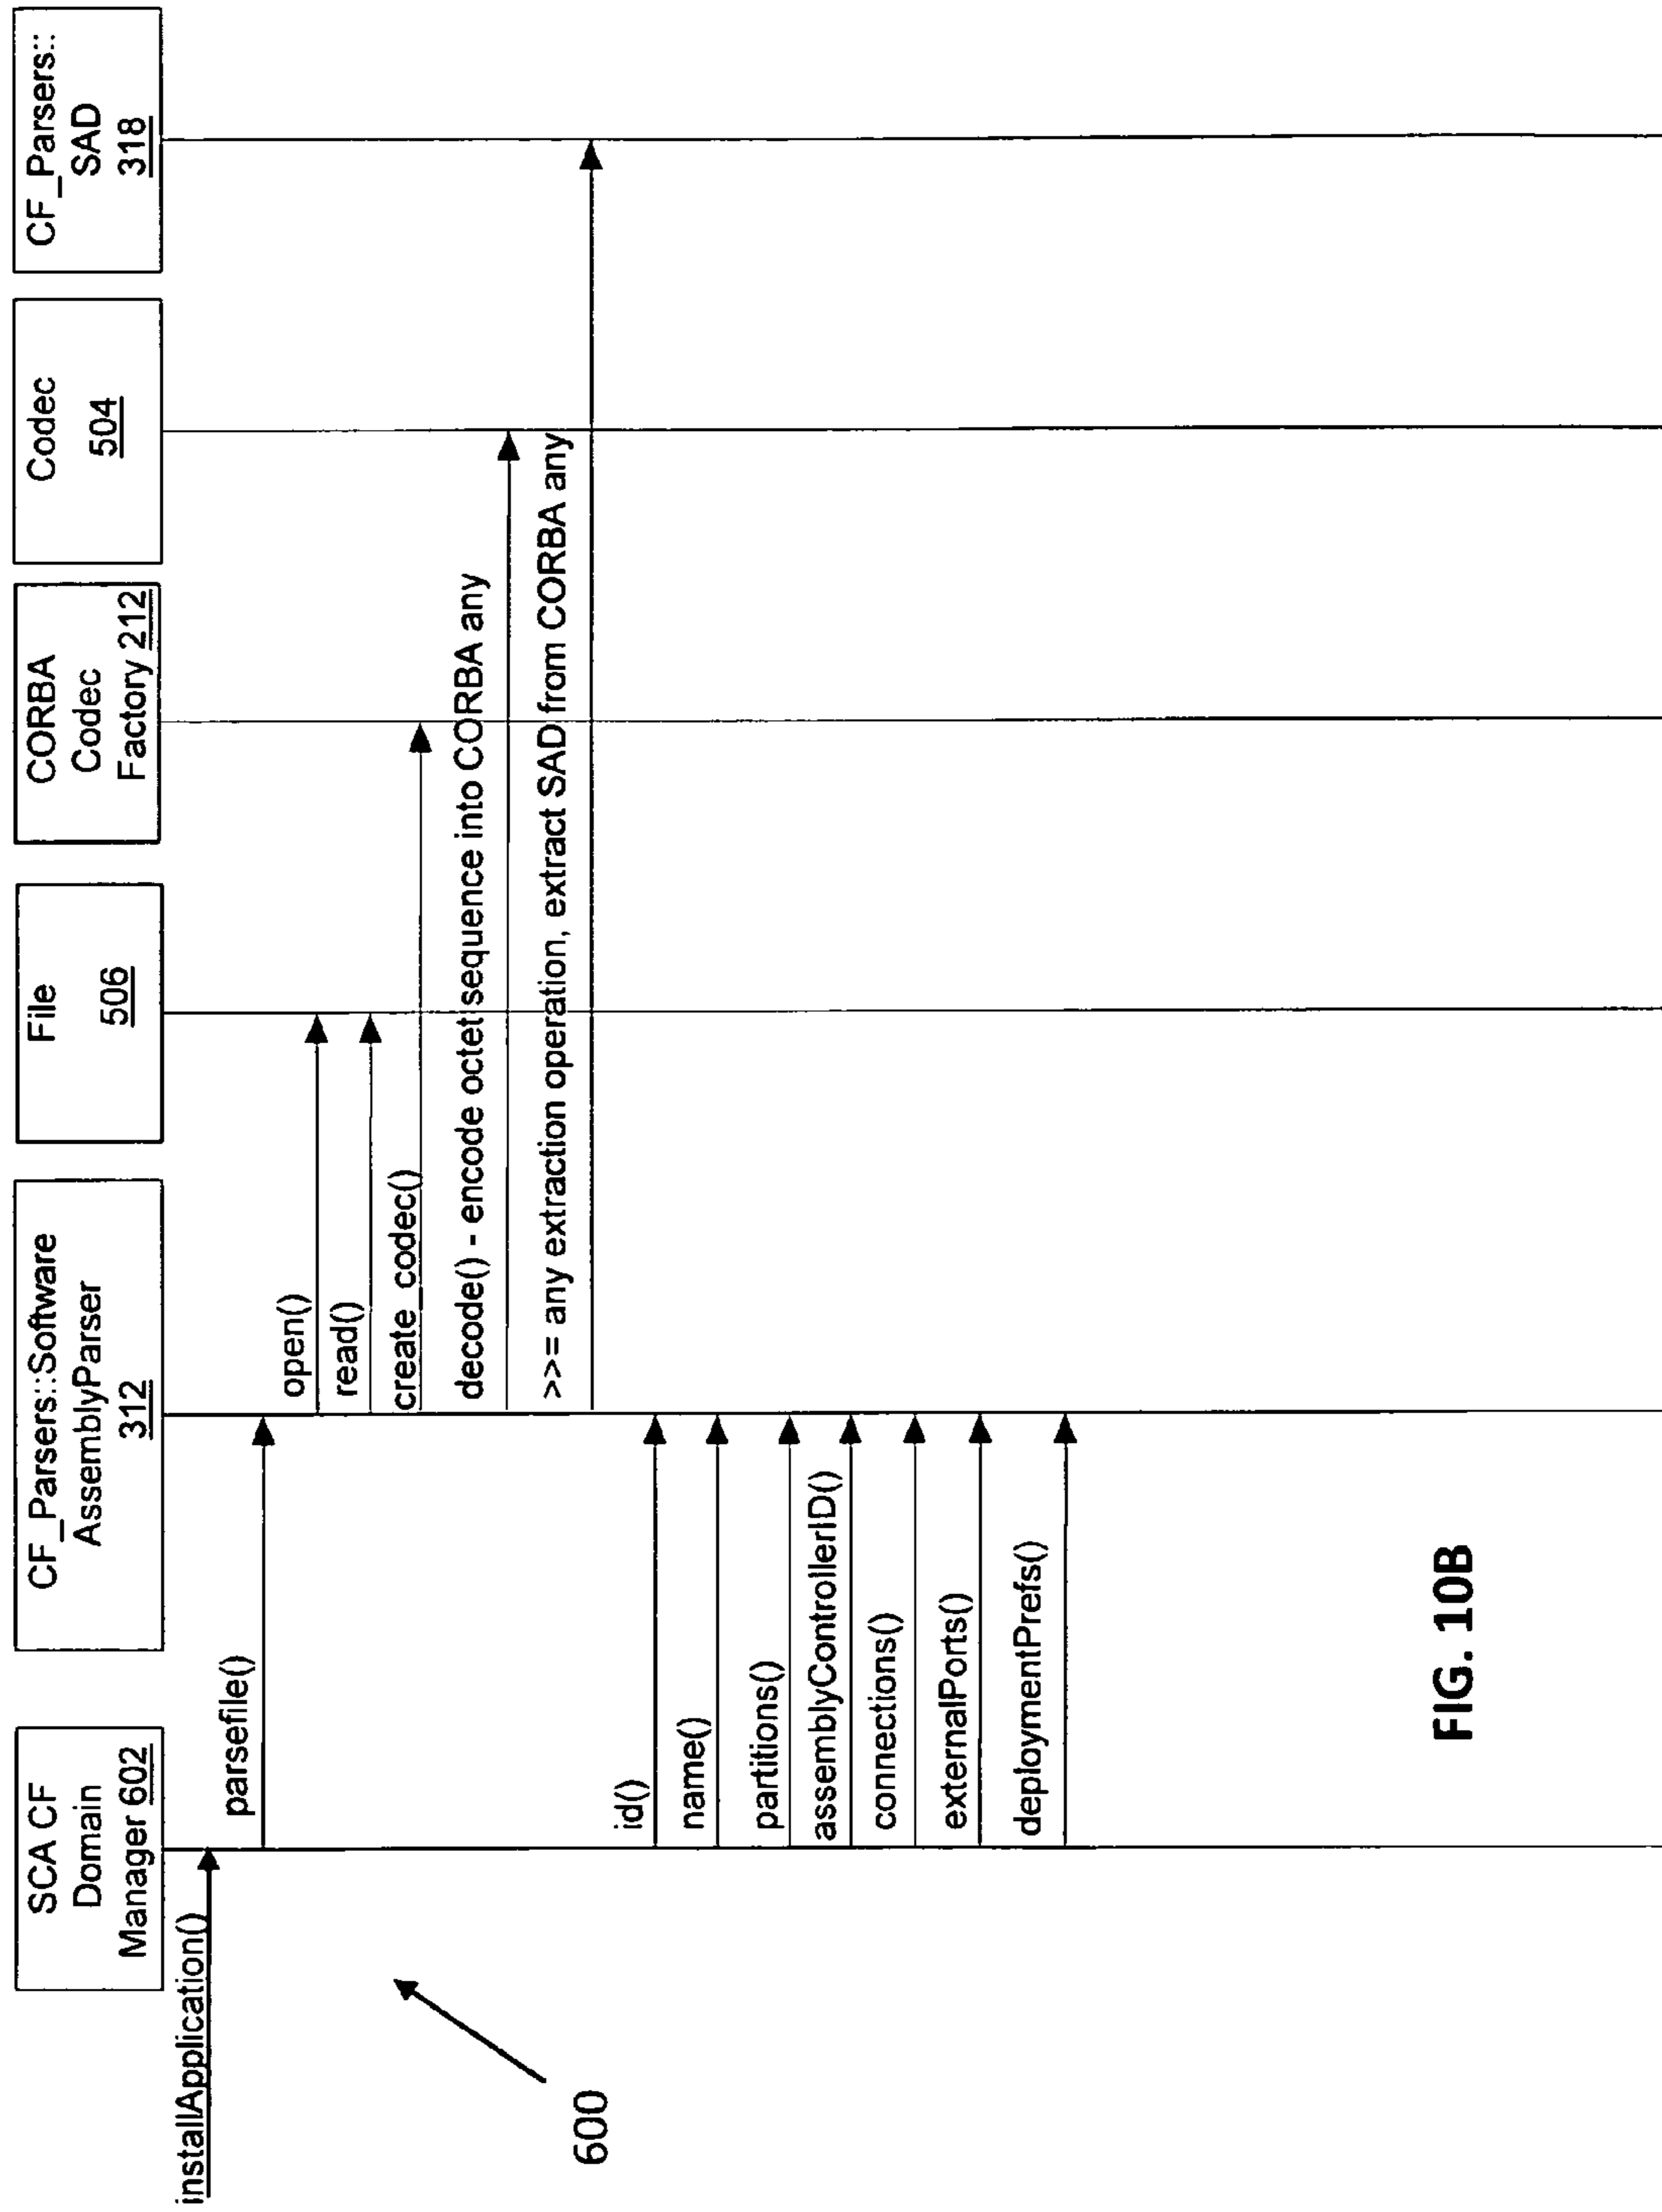 SCA CF
Domain
Manager 602
CF_Parsers::Software
AssemblyParser
312
File
506
CORBA
Codec
Factory 212
Codec
504
CF_Parsers::
SAD
318
installApplication()
parsefile()
open()
read()
create_codec()
decode() - encode octet sequence into CORBA any
>>= any extraction operation, extract SAD from CORBA any
id()
name()
partitions()
assemblyControllerID()
connections()
externalPorts()
deploymentPrefs()
600
FIG. 10B